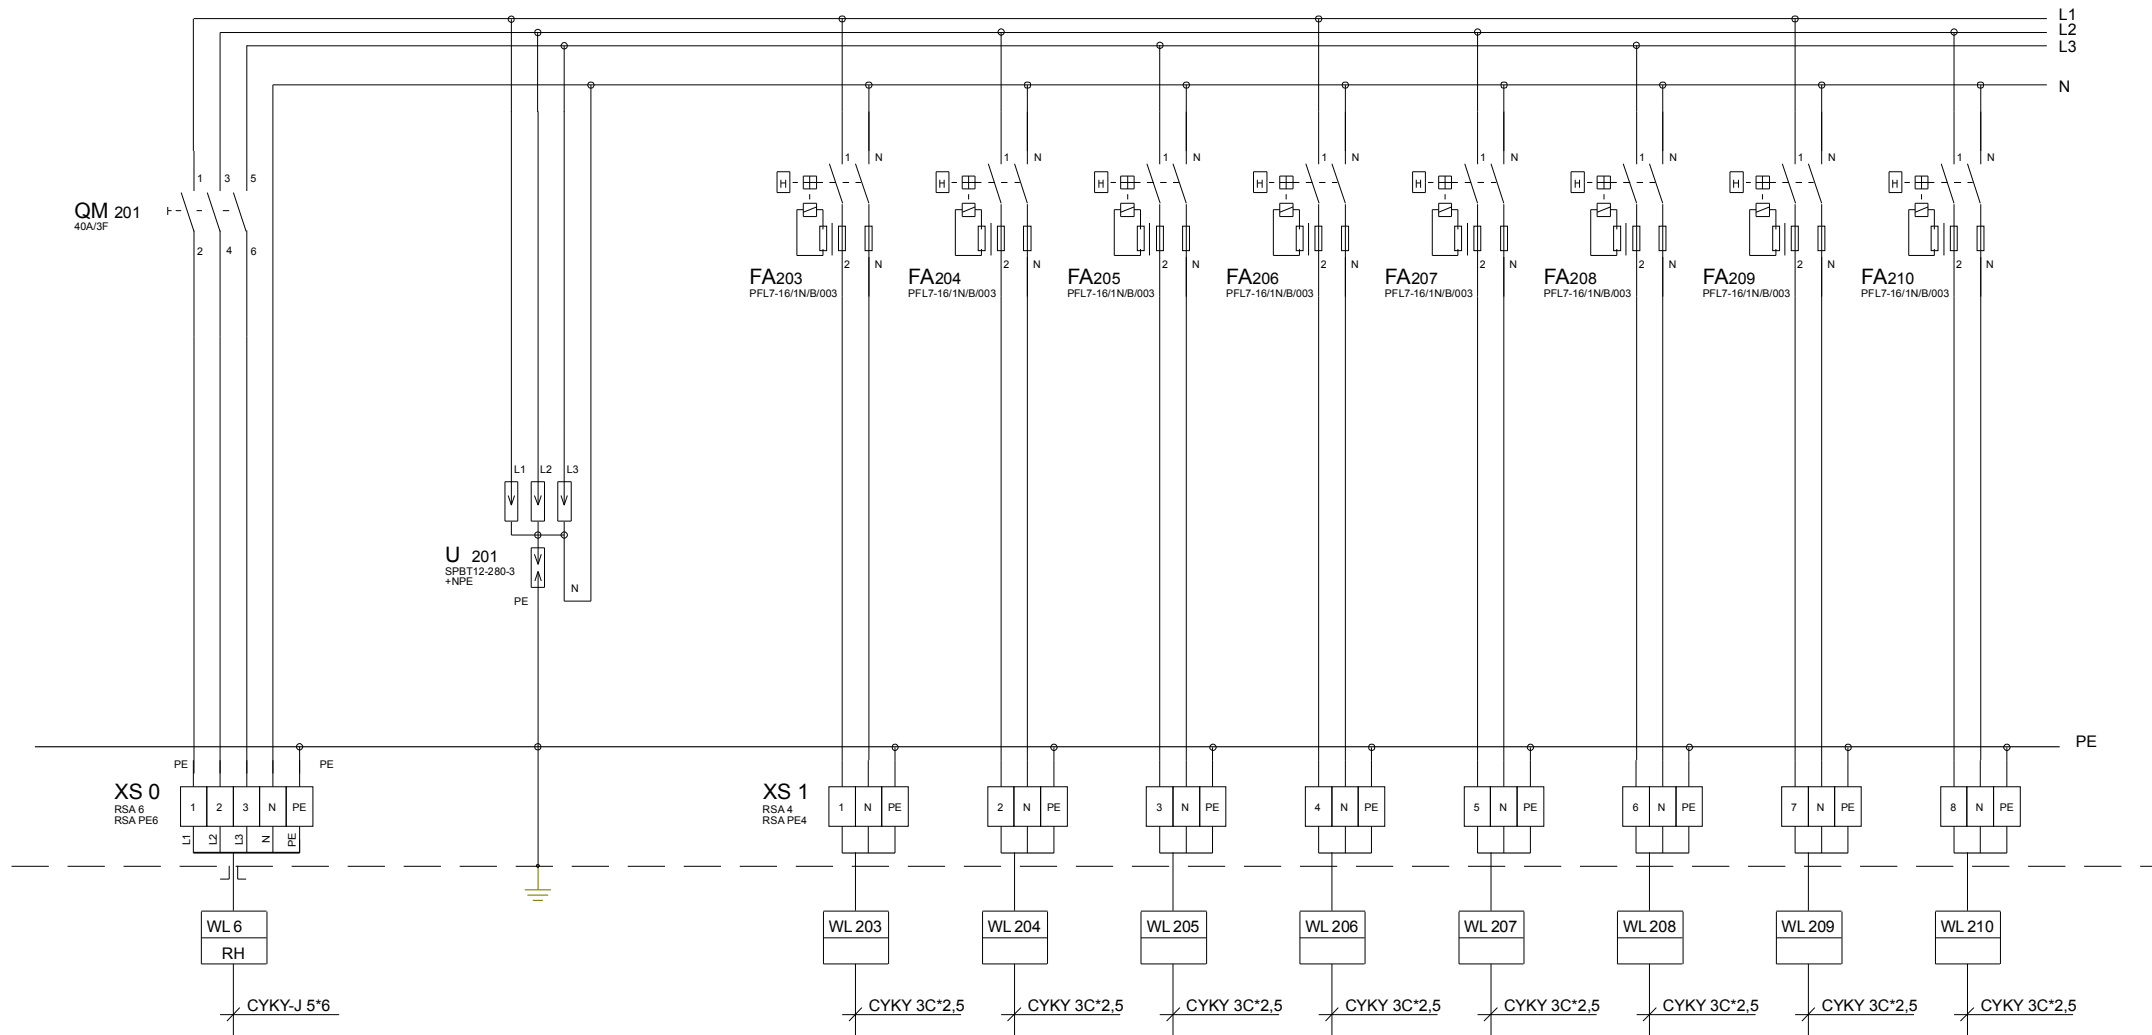 L1
L2
L3
N
1 3 5
QM 201
40A/3F
2 4 6
1 N 1 N 1 N 1 N 1 N 1 N 1 N 1 N
H H H H H H H H
2 N 2 N 2 N 2 N 2 N 2 N 2 N 2 N
FA203 FA204 FA205 FA206 FA207 FA208 FA209 FA210
PFL7-16/1N/B/003 PFL7-16/1N/B/003 PFL7-16/1N/B/003 PFL7-16/1N/B/003 PFL7-16/1N/B/003 PFL7-16/1N/B/003 PFL7-16/1N/B/003 PFL7-16/1N/B/003
L1 L2 L3
U 201
SPBT12-280-3
+NPE
N
PE
PE
PE PE
XS 0
RSA 6
RSA PE6
1 2 3 N PE
L1 L2 L3 N PE
XS 1
RSA 4
RSA PE4
1 N PE 2 N PE 3 N PE 4 N PE 5 N PE 6 N PE 7 N PE 8 N PE
WL 6
RH
WL 203 WL 204 WL 205 WL 206 WL 207 WL 208 WL 209 WL 210
CYKY-J 5*6 CYKY 3C*2,5 CYKY 3C*2,5 CYKY 3C*2,5 CYKY 3C*2,5 CYKY 3C*2,5 CYKY 3C*2,5 CYKY 3C*2,5 CYKY 3C*2,5